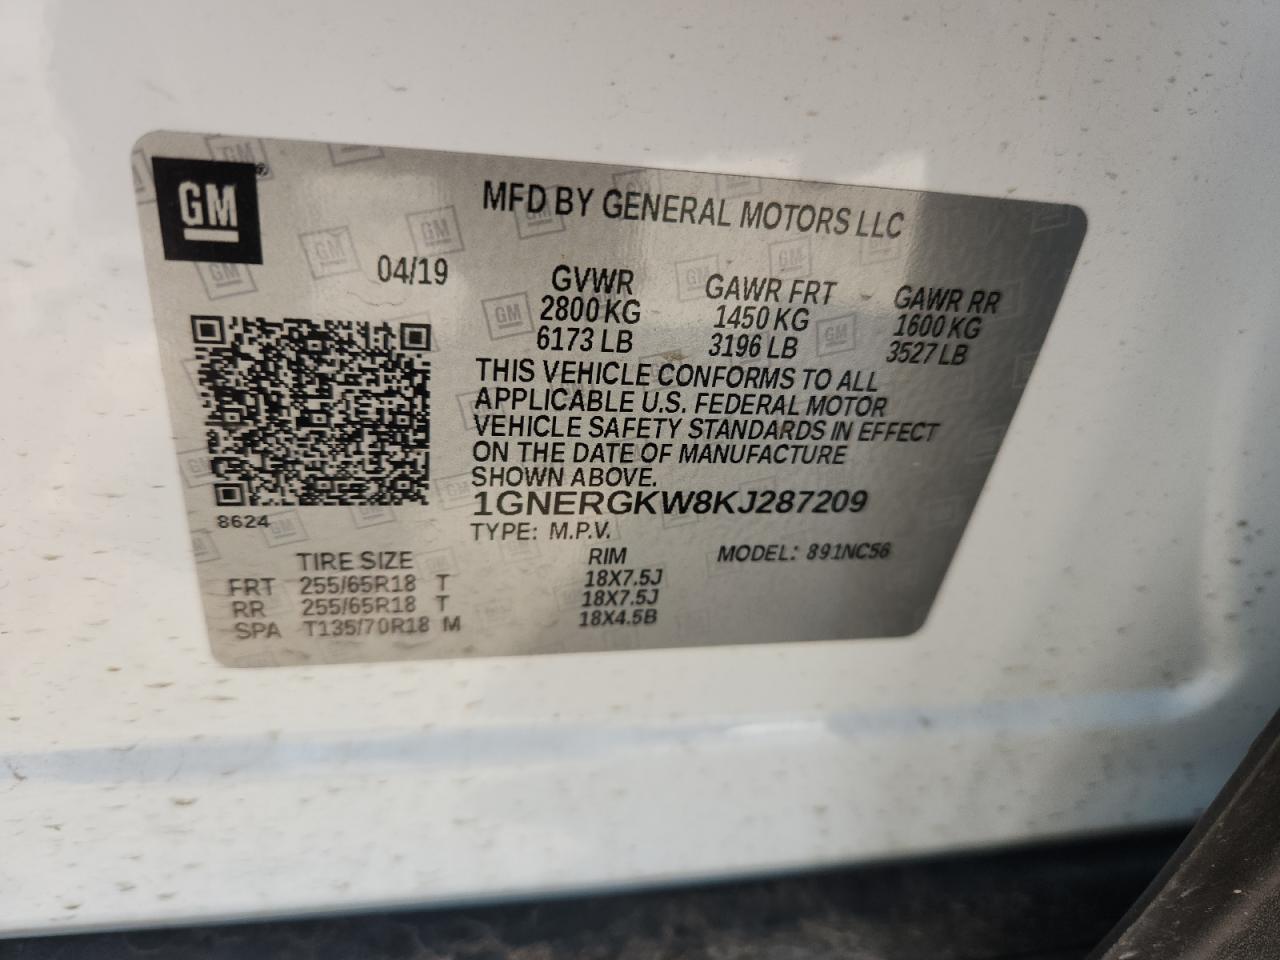 GM
MFD BY GENERAL MOTORS LLC
04/19
GVWR GAWR FRT GAWR RR
2800 KG 1450 KG 1600 KG
6173 LB 3196 LB 3527 LB
THIS VEHICLE CONFORMS TO ALL
APPLICABLE U.S. FEDERAL MOTOR
VEHICLE SAFETY STANDARDS IN EFFECT
ON THE DATE OF MANUFACTURE
SHOWN ABOVE.
1GNERGKW8KJ287209
8624
TYPE: M.P.V.
MODEL: 891NC56
TIRE SIZE RIM
FRT 255/65R18 T 18X7.5J
RR 255/65R18 T 18X7.5J
SPA T135/70R18 M 18X4.5B